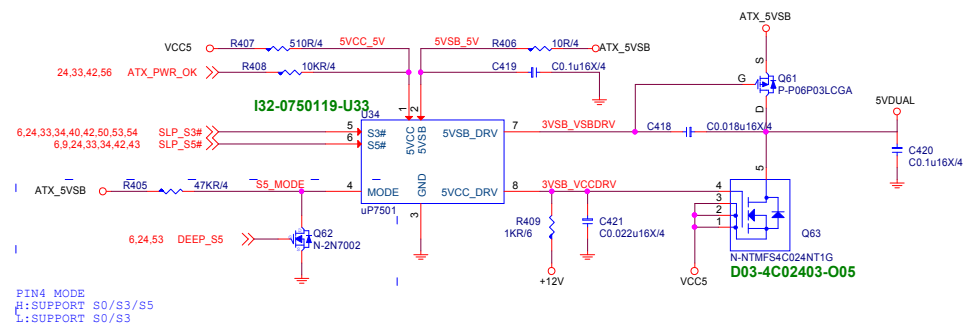 ATX_5VSB
VCC5
R407
510R/4
5VCC_5V
5VSB_5V
R406
10R/4
ATX_5VSB
24,33,42,56
ATX_PWR_OK
R408
10KR/4
C419
C0.1u16X/4
S
G
Q61
P-P06P03LCGA
D
I32-0750119-U33
U34
1
2
5VCC
5VSB
5VDUAL
6,24,33,34,40,42,50,53,54
SLP_S3#
5
S3#
5VSB_DRV
7
3VSB_VSBDRV
C418
C0.018u16X/4
6,9,24,33,34,42,43
SLP_S5#
6
S5#
C420
C0.1u16X/4
ATX_5VSB
R405
47KR/4
S5_MODE
4
MODE
GND
5VCC_DRV
8
3VSB_VCCDRV
5
4
3
2
1
uP7501
3
6,24,53
DEEP_S5
Q62
N-2N7002
R409
1KR/6
C421
C0.022u16X/4
Q63
N-NTMFS4C024NT1G
D03-4C02403-O05
+12V
VCC5
PIN4 MODE
H:SUPPORT S0/S3/S5
L:SUPPORT S0/S3